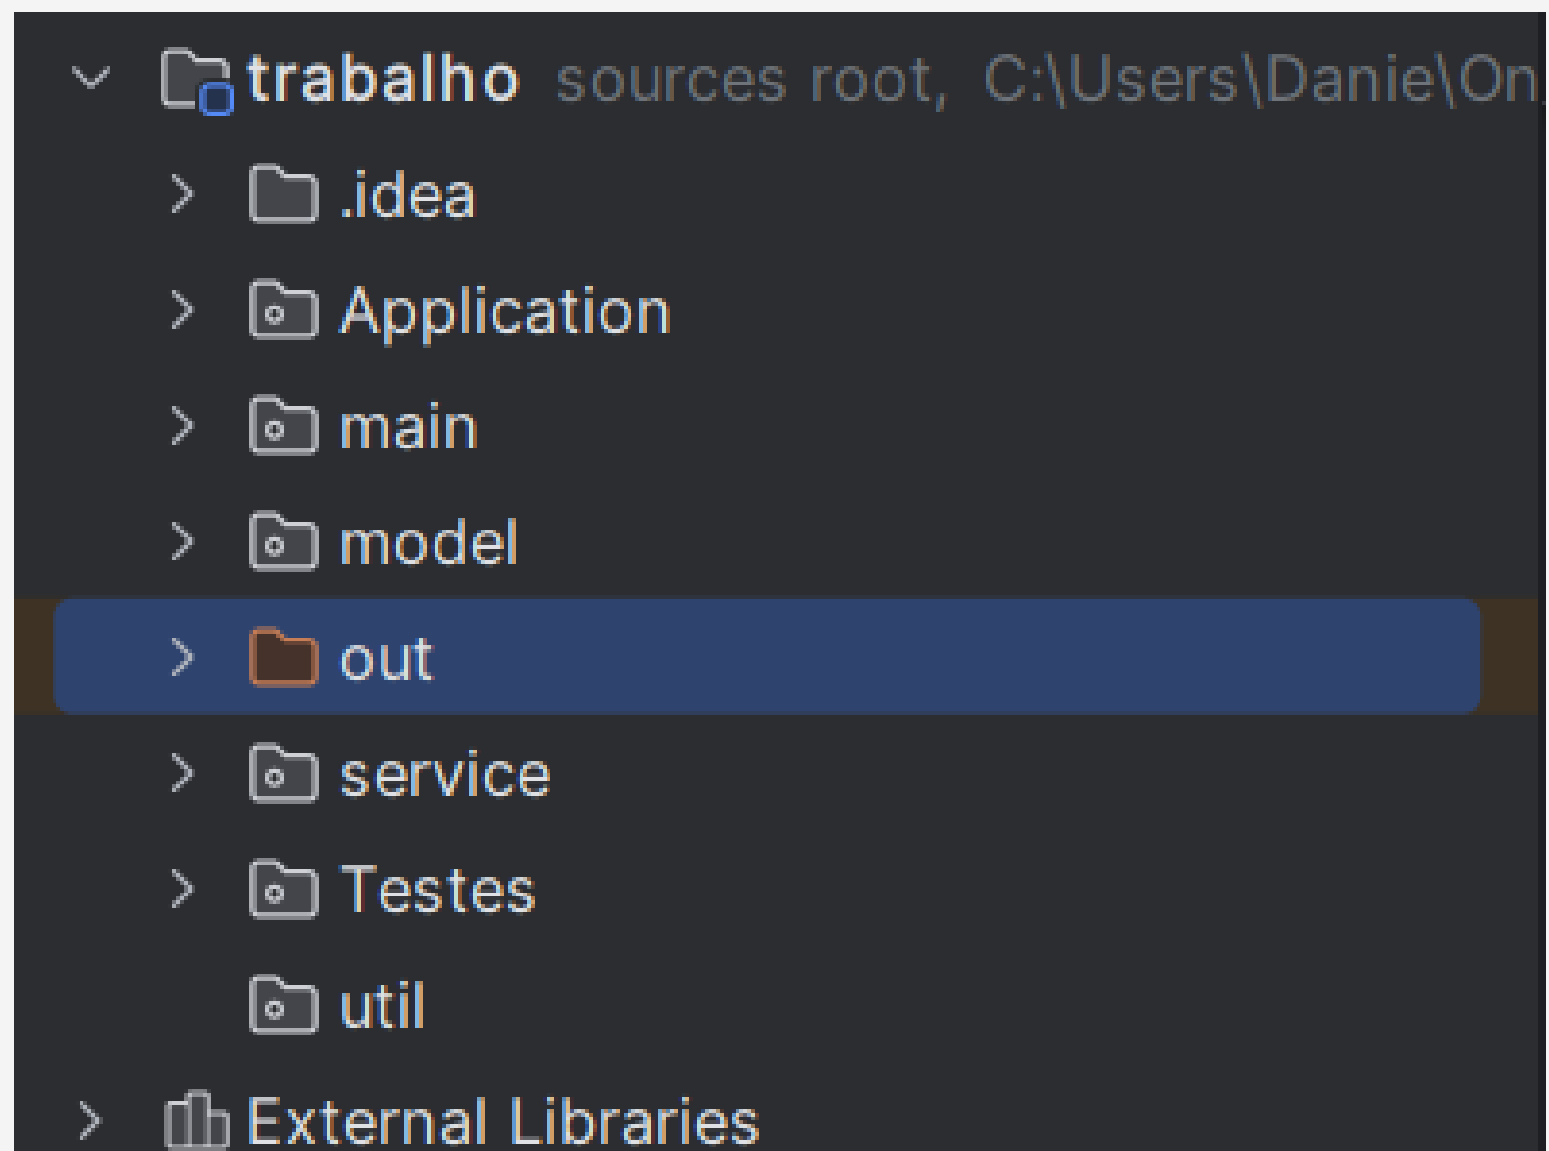 trabalho sources root, C:\Users\Danie\On
.idea
Application
main
model
out
service
Testes
util
External Libraries